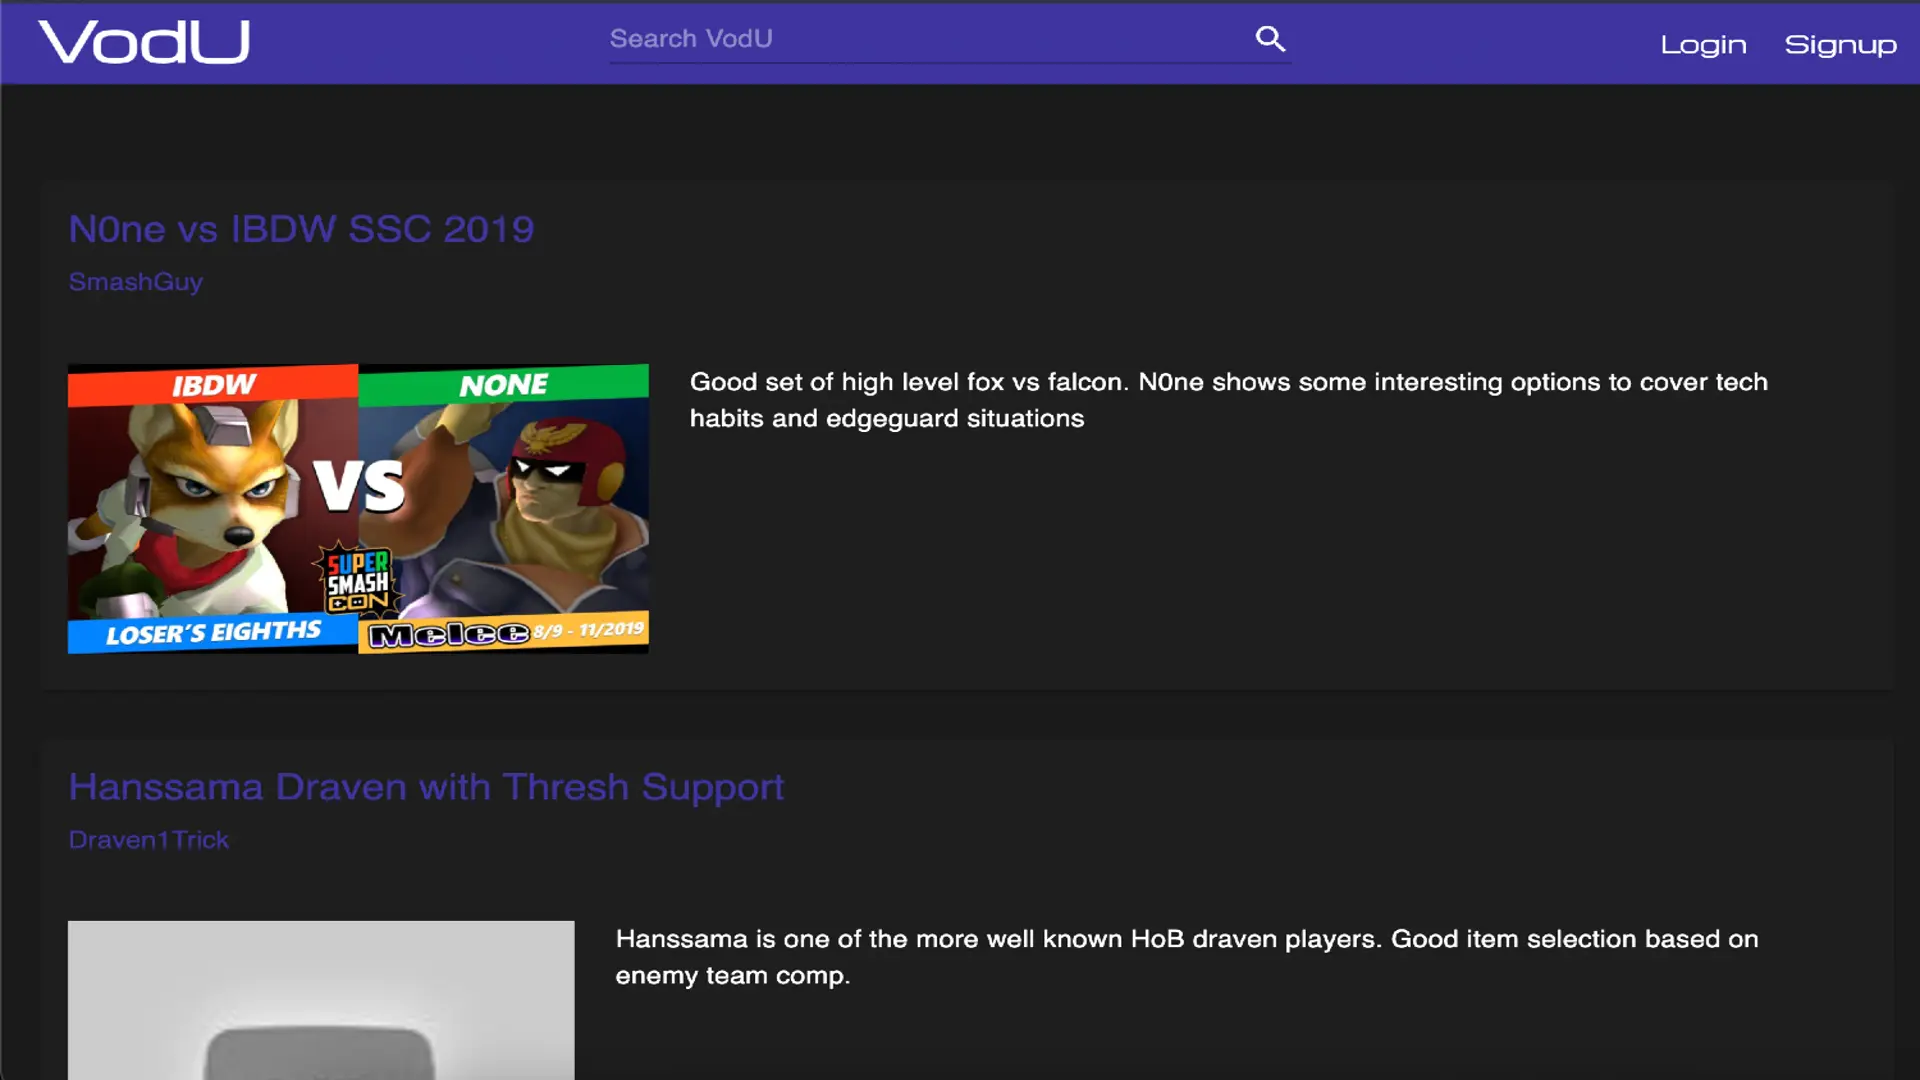 VodU
Search VodU
Login
Signup
N0ne vs IBDW SSC 2019
SmashGuy
IBDW
NONE
VS
SUPER
SMASH
CON
LOSER'S EIGHTHS
Melee 8/9 - 11/2019
Good set of high level fox vs falcon. N0ne shows some interesting options to cover tech
habits and edgeguard situations
Hanssama Draven with Thresh Support
Draven1Trick
Hanssama is one of the more well known HoB draven players. Good item selection based on
enemy team comp.